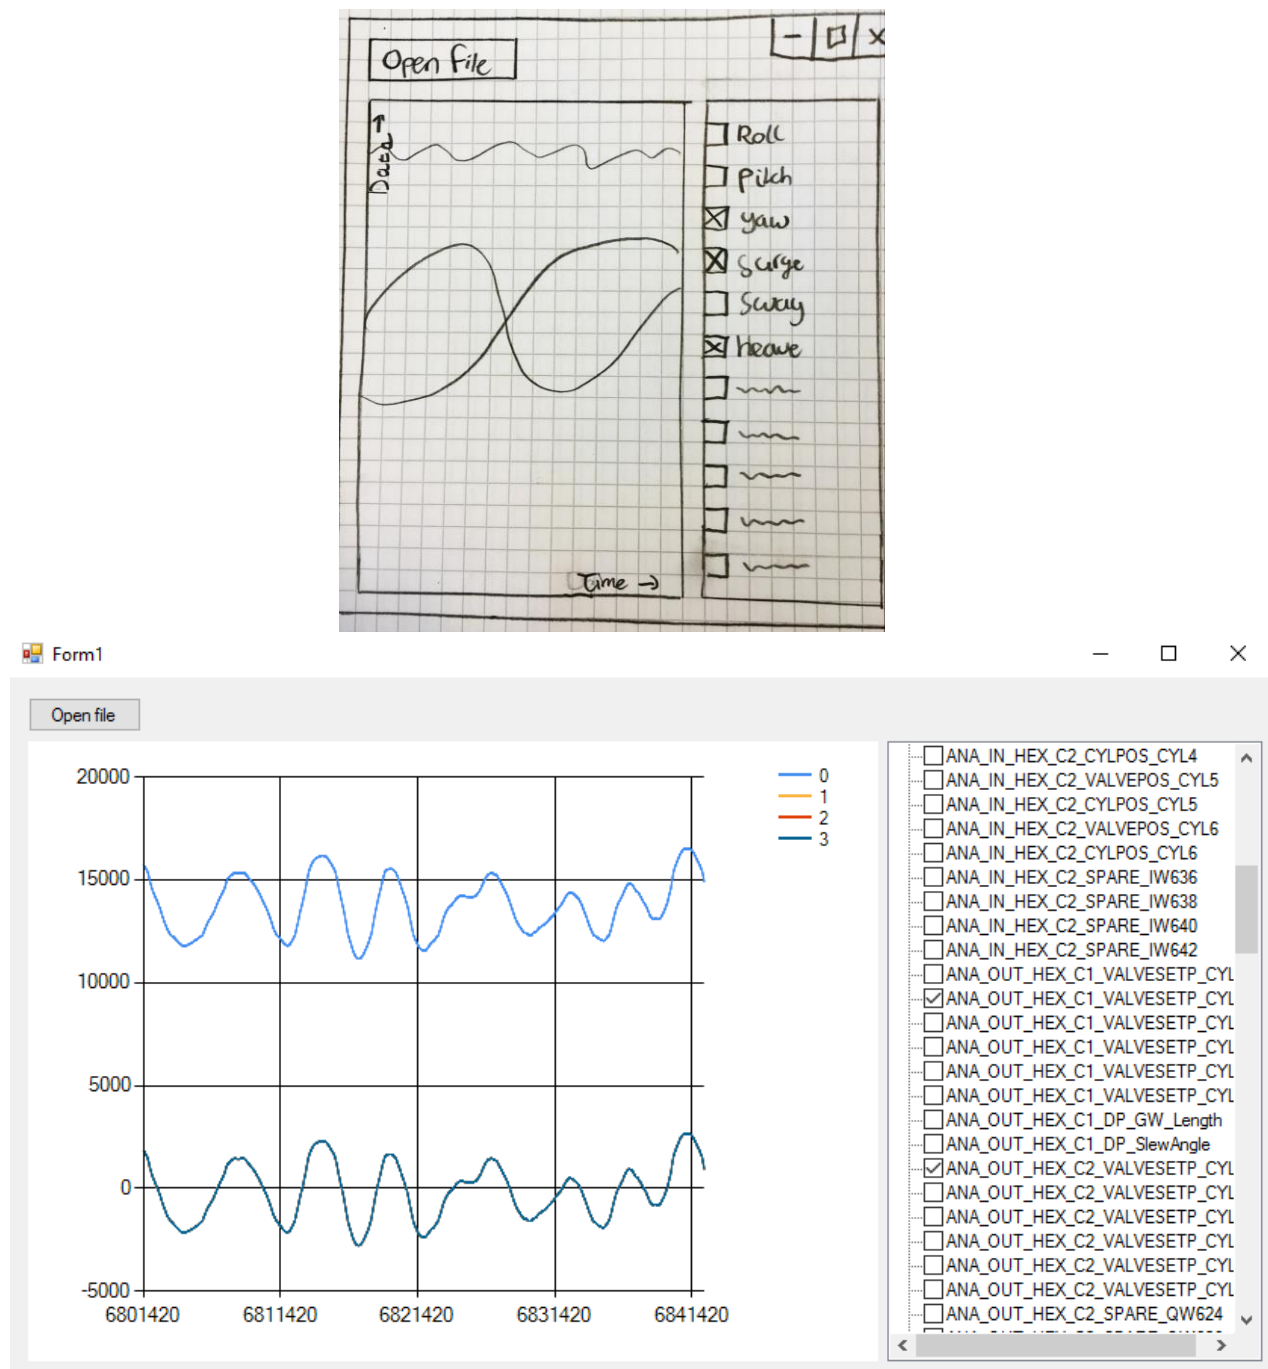 Open file
Data
Roll
Pitch
yaw
Surge
Sway
heave
Time
Form1
Open file
20000
15000
10000
5000
0
-5000
6801420 6811420 6821420 6831420 6841420
0
1
2
3
ANA_IN_HEX_C2_CYLPOS_CYL4
ANA_IN_HEX_C2_VALVEPOS_CYL5
ANA_IN_HEX_C2_CYLPOS_CYL5
ANA_IN_HEX_C2_VALVEPOS_CYL6
ANA_IN_HEX_C2_CYLPOS_CYL6
ANA_IN_HEX_C2_SPARE_IW636
ANA_IN_HEX_C2_SPARE_IW638
ANA_IN_HEX_C2_SPARE_IW640
ANA_IN_HEX_C2_SPARE_IW642
ANA_OUT_HEX_C1_VALVESETP_CYL
ANA_OUT_HEX_C1_VALVESETP_CYL
ANA_OUT_HEX_C1_VALVESETP_CYL
ANA_OUT_HEX_C1_VALVESETP_CYL
ANA_OUT_HEX_C1_VALVESETP_CYL
ANA_OUT_HEX_C1_VALVESETP_CYL
ANA_OUT_HEX_C1_DP_GW_Length
ANA_OUT_HEX_C1_DP_SlewAngle
ANA_OUT_HEX_C2_VALVESETP_CYL
ANA_OUT_HEX_C2_VALVESETP_CYL
ANA_OUT_HEX_C2_VALVESETP_CYL
ANA_OUT_HEX_C2_VALVESETP_CYL
ANA_OUT_HEX_C2_VALVESETP_CYL
ANA_OUT_HEX_C2_VALVESETP_CYL
ANA_OUT_HEX_C2_SPARE_QW624